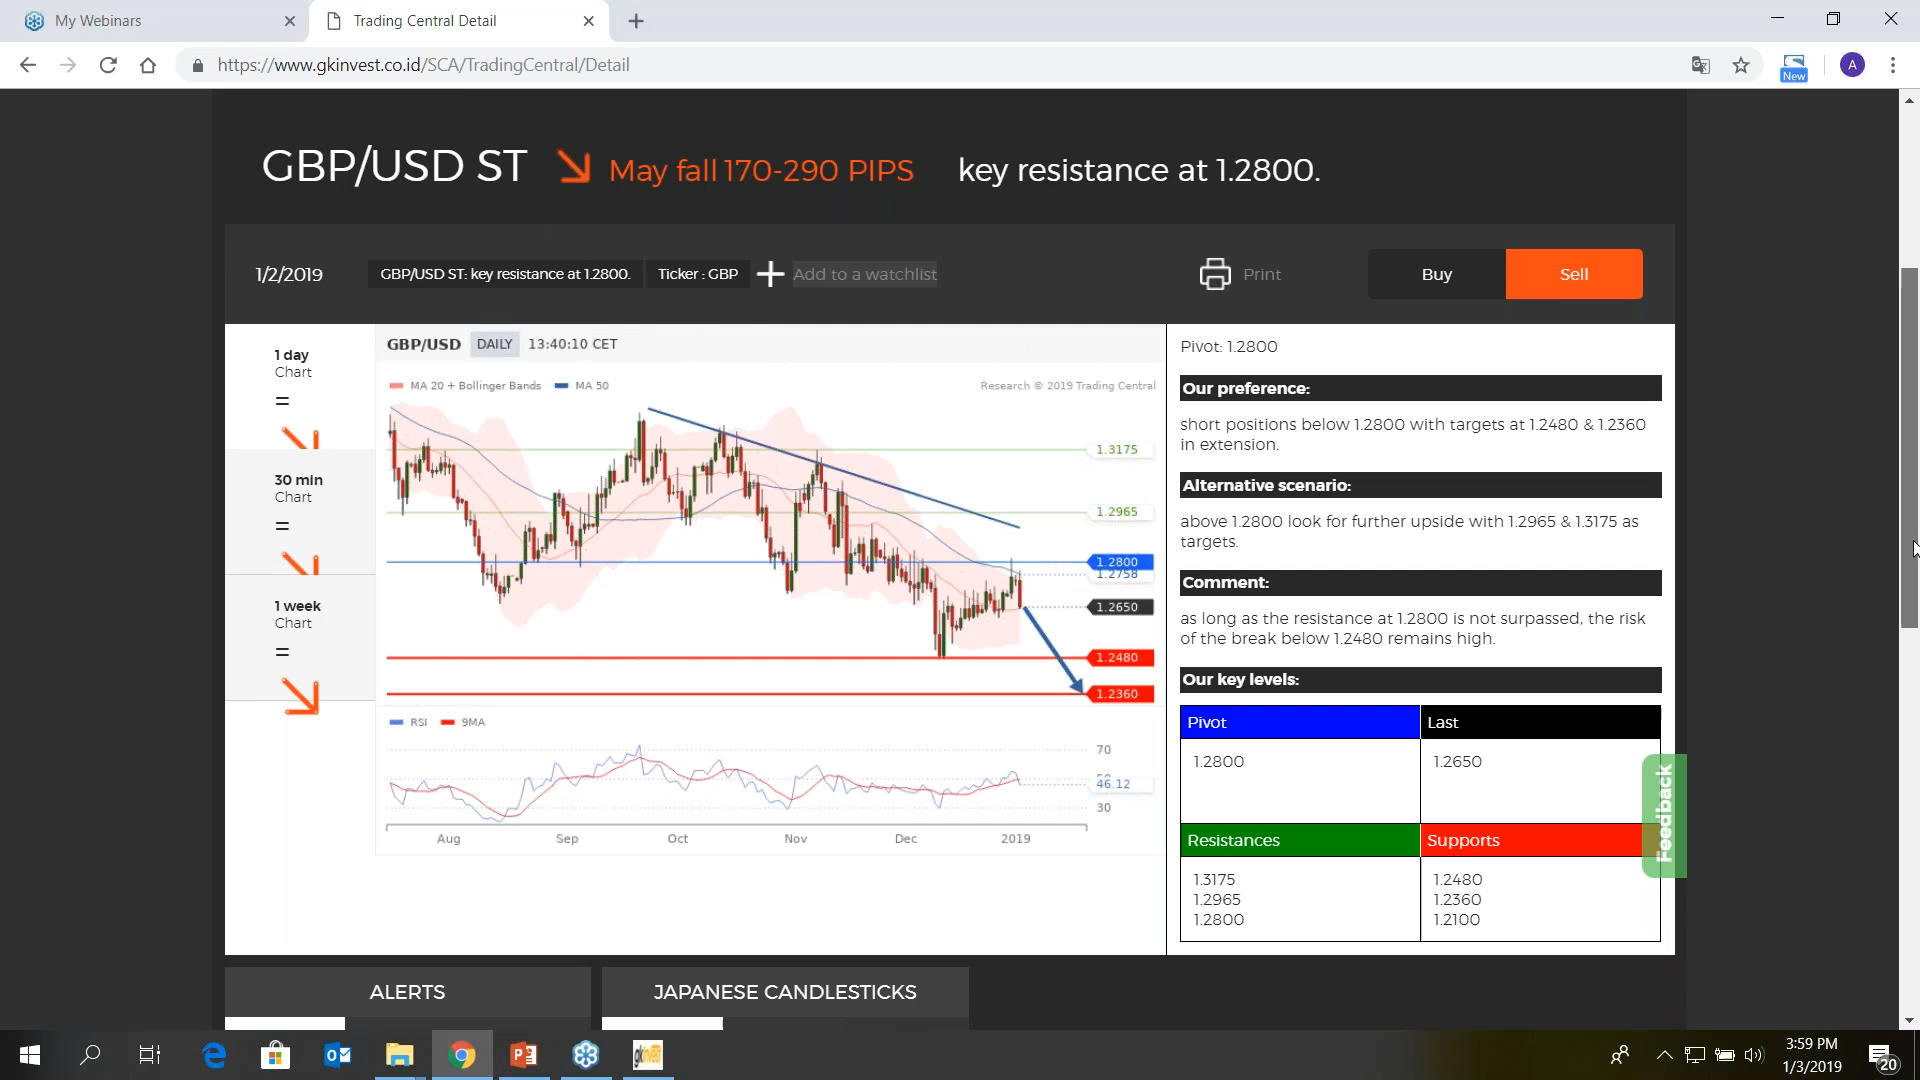 My Webinars
Trading Central Detail
https://www.gkinvest.co.id/SCA/TradingCentral/Detail
New
A
GBP/USD ST
May fall 170-290 PIPS
key resistance at 1.2800.
1/2/2019
GBP/USD ST: key resistance at 1.2800.
Ticker : GBP
Add to a watchlist
Print
Buy
Sell
1 day
Chart
=
30 min
Chart
=
1 week
Chart
=
GBP/USD DAILY 13:40:10 CET
MA 20 + Bollinger Bands MA 50
Research © 2019 Trading Central
1.3175
1.2965
1.2800
1.2758
1.2650
1.2480
1.2360
RSI 9MA
70
50
46.12
30
Aug Sep Oct Nov Dec 2019
Pivot: 1.2800
Our preference:
short positions below 1.2800 with targets at 1.2480 & 1.2360
in extension.
Alternative scenario:
above 1.2800 look for further upside with 1.2965 & 1.3175 as
targets.
Comment:
as long as the resistance at 1.2800 is not surpassed, the risk
of the break below 1.2480 remains high.
Our key levels:
Pivot Last
1.2800 1.2650
Resistances Supports
1.3175 1.2480
1.2965 1.2360
1.2800 1.2100
Feedback
ALERTS
JAPANESE CANDLESTICKS
gkinvest
3:59 PM
1/3/2019
20